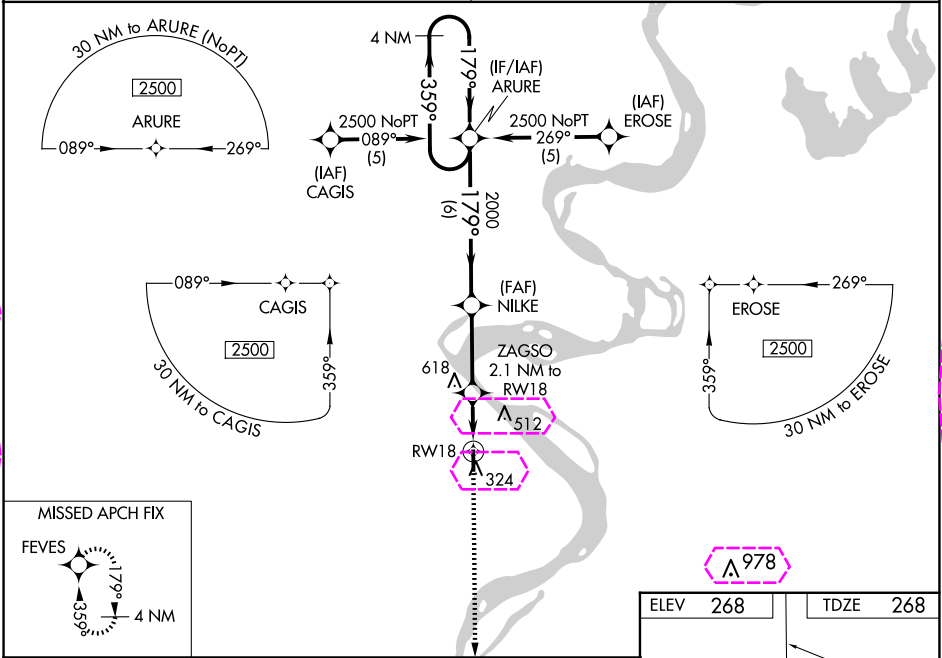 30 NM to ARURE (NoPT)
2500
ARURE
089°
269°
4 NM
359°
179°
(IF/IAF)
ARURE
2500 NoPT
089°
(5)
(IAF)
CAGIS
2500 NoPT
269°
(5)
(IAF)
EROSE
2000
179°
(6)
089°
CAGIS
2500
359°
30 NM to CAGIS
(FAF)
NILKE
EROSE
269°
2500
359°
30 NM to EROSE
618
ZAGSO
2.1 NM to
RW18
512
RW18
324
MISSED APCH FIX
FEVES
179°
359°
4 NM
978
ELEV 268
TDZE 268